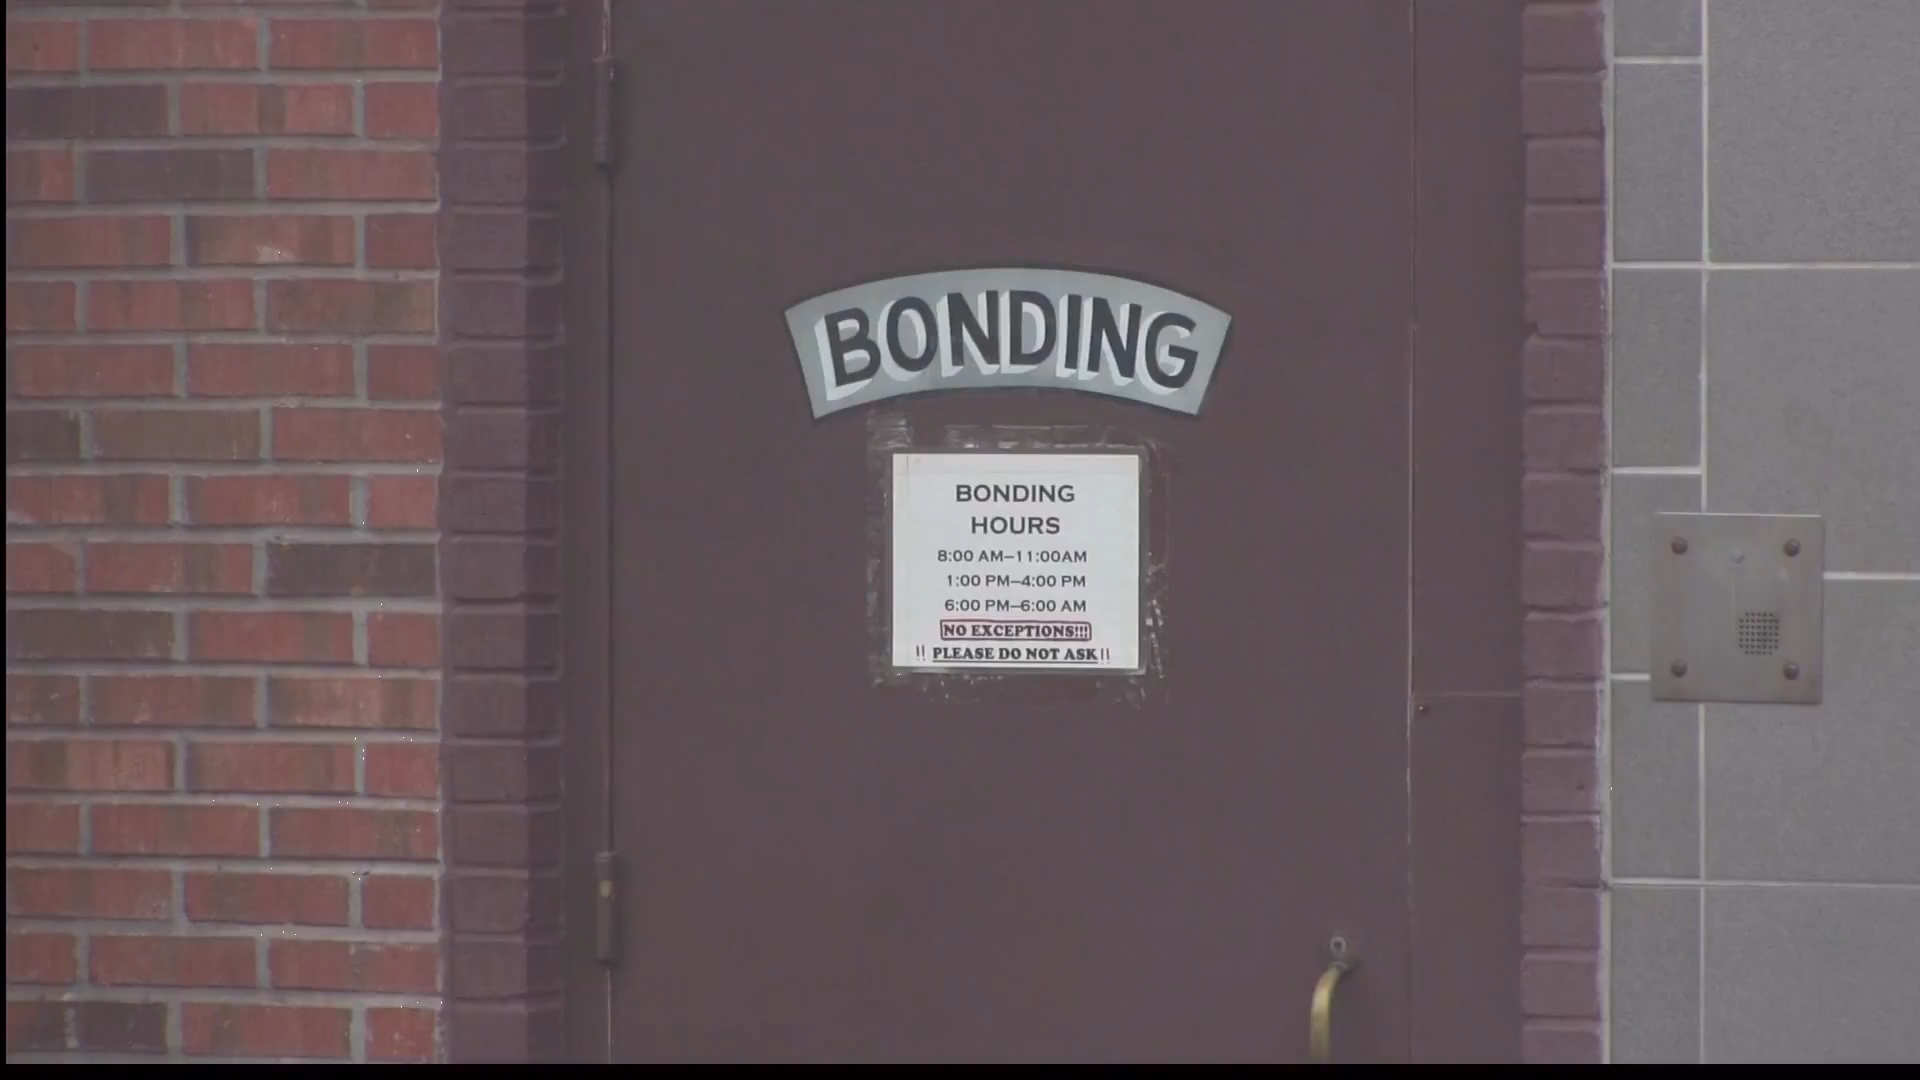 BONDING
BONDING
HOURS
8:00 AM–11:00AM
1:00 PM–4:00 PM
6:00 PM–6:00 AM
NO EXCEPTIONS!!!
!! PLEASE DO NOT ASK!!